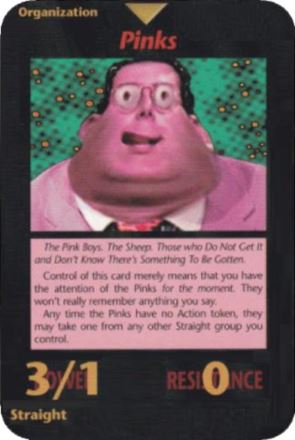 Organization
Pinks
The Pink Boys. The Sheep. Those who Do Not Get It
and Don't Know There's Something To Be Gotten.
Control of this card merely means that you have
the attention of the Pinks for the moment. They
won't really remember anything you say.
Any time the Pinks have no Action token, they
may take one from any other Straight group you
control.
POWER 3/1 RESISTANCE 0
Straight